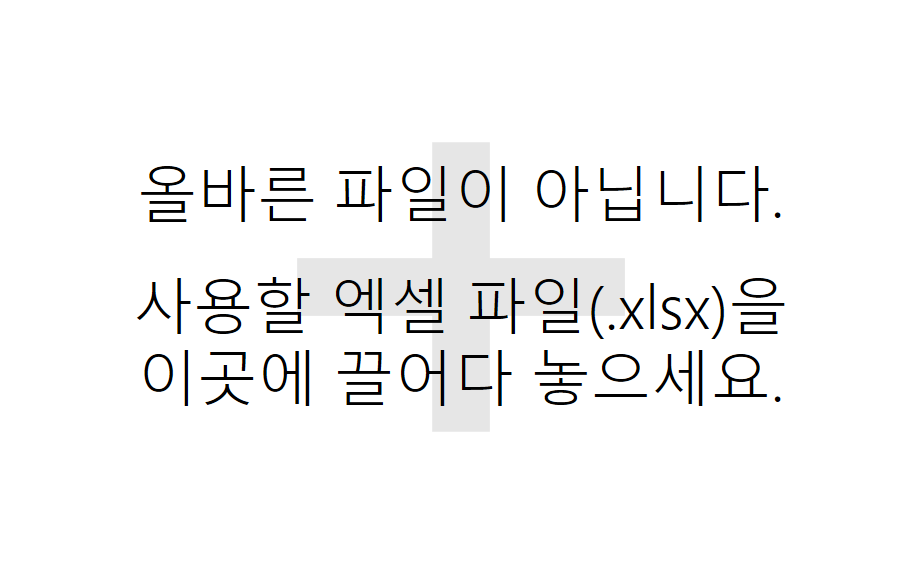 올바른 파일이 아닙니다.
사용할 엑셀 파일(.xlsx)을
이곳에 끌어다 놓으세요.